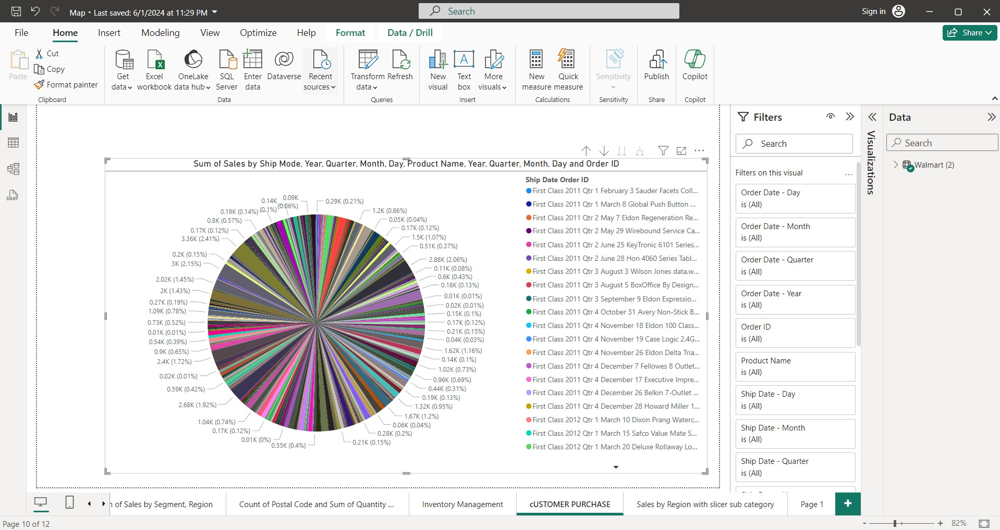 Map • Last saved: 6/1/2024 at 11:29 PM
Search
Sign in
File Home Insert Modeling View Optimize Help Format Data / Drill
Share
Paste
Cut
Copy
Format painter
Clipboard
Get data
Excel workbook
OneLake data hub
SQL Server
Enter data
Dataverse
Recent sources
Data
Transform data
Refresh
Queries
New visual
Text box
More visuals
Insert
New measure
Quick measure
Calculations
Sensitivity
Sensitivity
Publish
Share
Copilot
Copilot
DAX
Sum of Sales by Ship Mode, Year, Quarter, Month, Day, Product Name, Year, Quarter, Month, Day and Order ID
0.29K (0.21%)
1.2K (0.86%)
0.05K (0.04%)
0.17K (0.12%)
1.5K (1.07%)
0.51K (0.37%)
2.88K (2.06%)
0.11K (0.08%)
0.6K (0.43%)
0.18K (0.13%)
0.01K (0.01%)
0.02K (0.01%)
0.15K (0.1%)
0.17K (0.12%)
0.21K (0.15%)
0.04K (0.03%)
1.62K (1.16%)
0.14K (0.1%)
1.02K (0.73%)
0.96K (0.69%)
0.44K (0.31%)
0.19K (0.13%)
1.32K (0.95%)
1.67K (1.2%)
0.06K (0.04%)
0.28K (0.2%)
0.21K (0.15%)
0.55K (0.4%)
0.01K (0%)
0.17K (0.12%)
1.04K (0.74%)
2.68K (1.92%)
0.59K (0.42%)
0.02K (0.01%)
2.4K (1.72%)
0.9K (0.65%)
0.54K (0.39%)
0.01K (0.01%)
0.73K (0.52%)
1.09K (0.78%)
0.27K (0.19%)
2K (1.43%)
2.02K (1.45%)
3K (2.15%)
0.2K (0.15%)
3.36K (2.41%)
0.17K (0.12%)
0.8K (0.57%)
0.19K (0.14%)
0.14K (0.1%)
0.09K (0.06%)
Ship Date Order ID
First Class 2011 Qtr 1 February 3 Sauder Facets Coll...
First Class 2011 Qtr 1 March 8 Global Push Button ...
First Class 2011 Qtr 2 May 7 Eldon Regeneration Re...
First Class 2011 Qtr 2 May 29 Wirebound Service Ca...
First Class 2011 Qtr 2 June 25 KeyTronic 6101 Series...
First Class 2011 Qtr 2 June 28 Hon 4060 Series Tabl...
First Class 2011 Qtr 3 August 3 Wilson Jones data.w...
First Class 2011 Qtr 3 August 5 BoxOffice By Design...
First Class 2011 Qtr 3 September 9 Eldon Expressio...
First Class 2011 Qtr 4 October 31 Avery Non-Stick B...
First Class 2011 Qtr 4 November 18 Eldon 100 Class...
First Class 2011 Qtr 4 November 19 Case Logic 2.4G...
First Class 2011 Qtr 4 November 26 Eldon Delta Tria...
First Class 2011 Qtr 4 December 7 Fellowes 8 Outlet...
First Class 2011 Qtr 4 December 17 Executive Impre...
First Class 2011 Qtr 4 December 26 Belkin 7-Outlet ...
First Class 2011 Qtr 4 December 28 Howard Miller 1...
First Class 2012 Qtr 1 March 10 Dixon Prang Waterc...
First Class 2012 Qtr 1 March 15 Safco Value Mate S...
First Class 2012 Qtr 1 March 20 Deluxe Rollaway Lo...
Filters
Search
Filters on this visual
...
Order Date - Day
is (All)
Order Date - Month
is (All)
Order Date - Quarter
is (All)
Order Date - Year
is (All)
Order ID
is (All)
Product Name
is (All)
Ship Date - Day
is (All)
Ship Date - Month
is (All)
Ship Date - Quarter
is (All)
Visualizations
Data
Search
Walmart (2)
of Sales by Segment, Region
Count of Postal Code and Sum of Quantity ...
Inventory Management
cUSTOMER PURCHASE
Sales by Region with slicer sub category
Page 1
+
Page 10 of 12
- + 82%